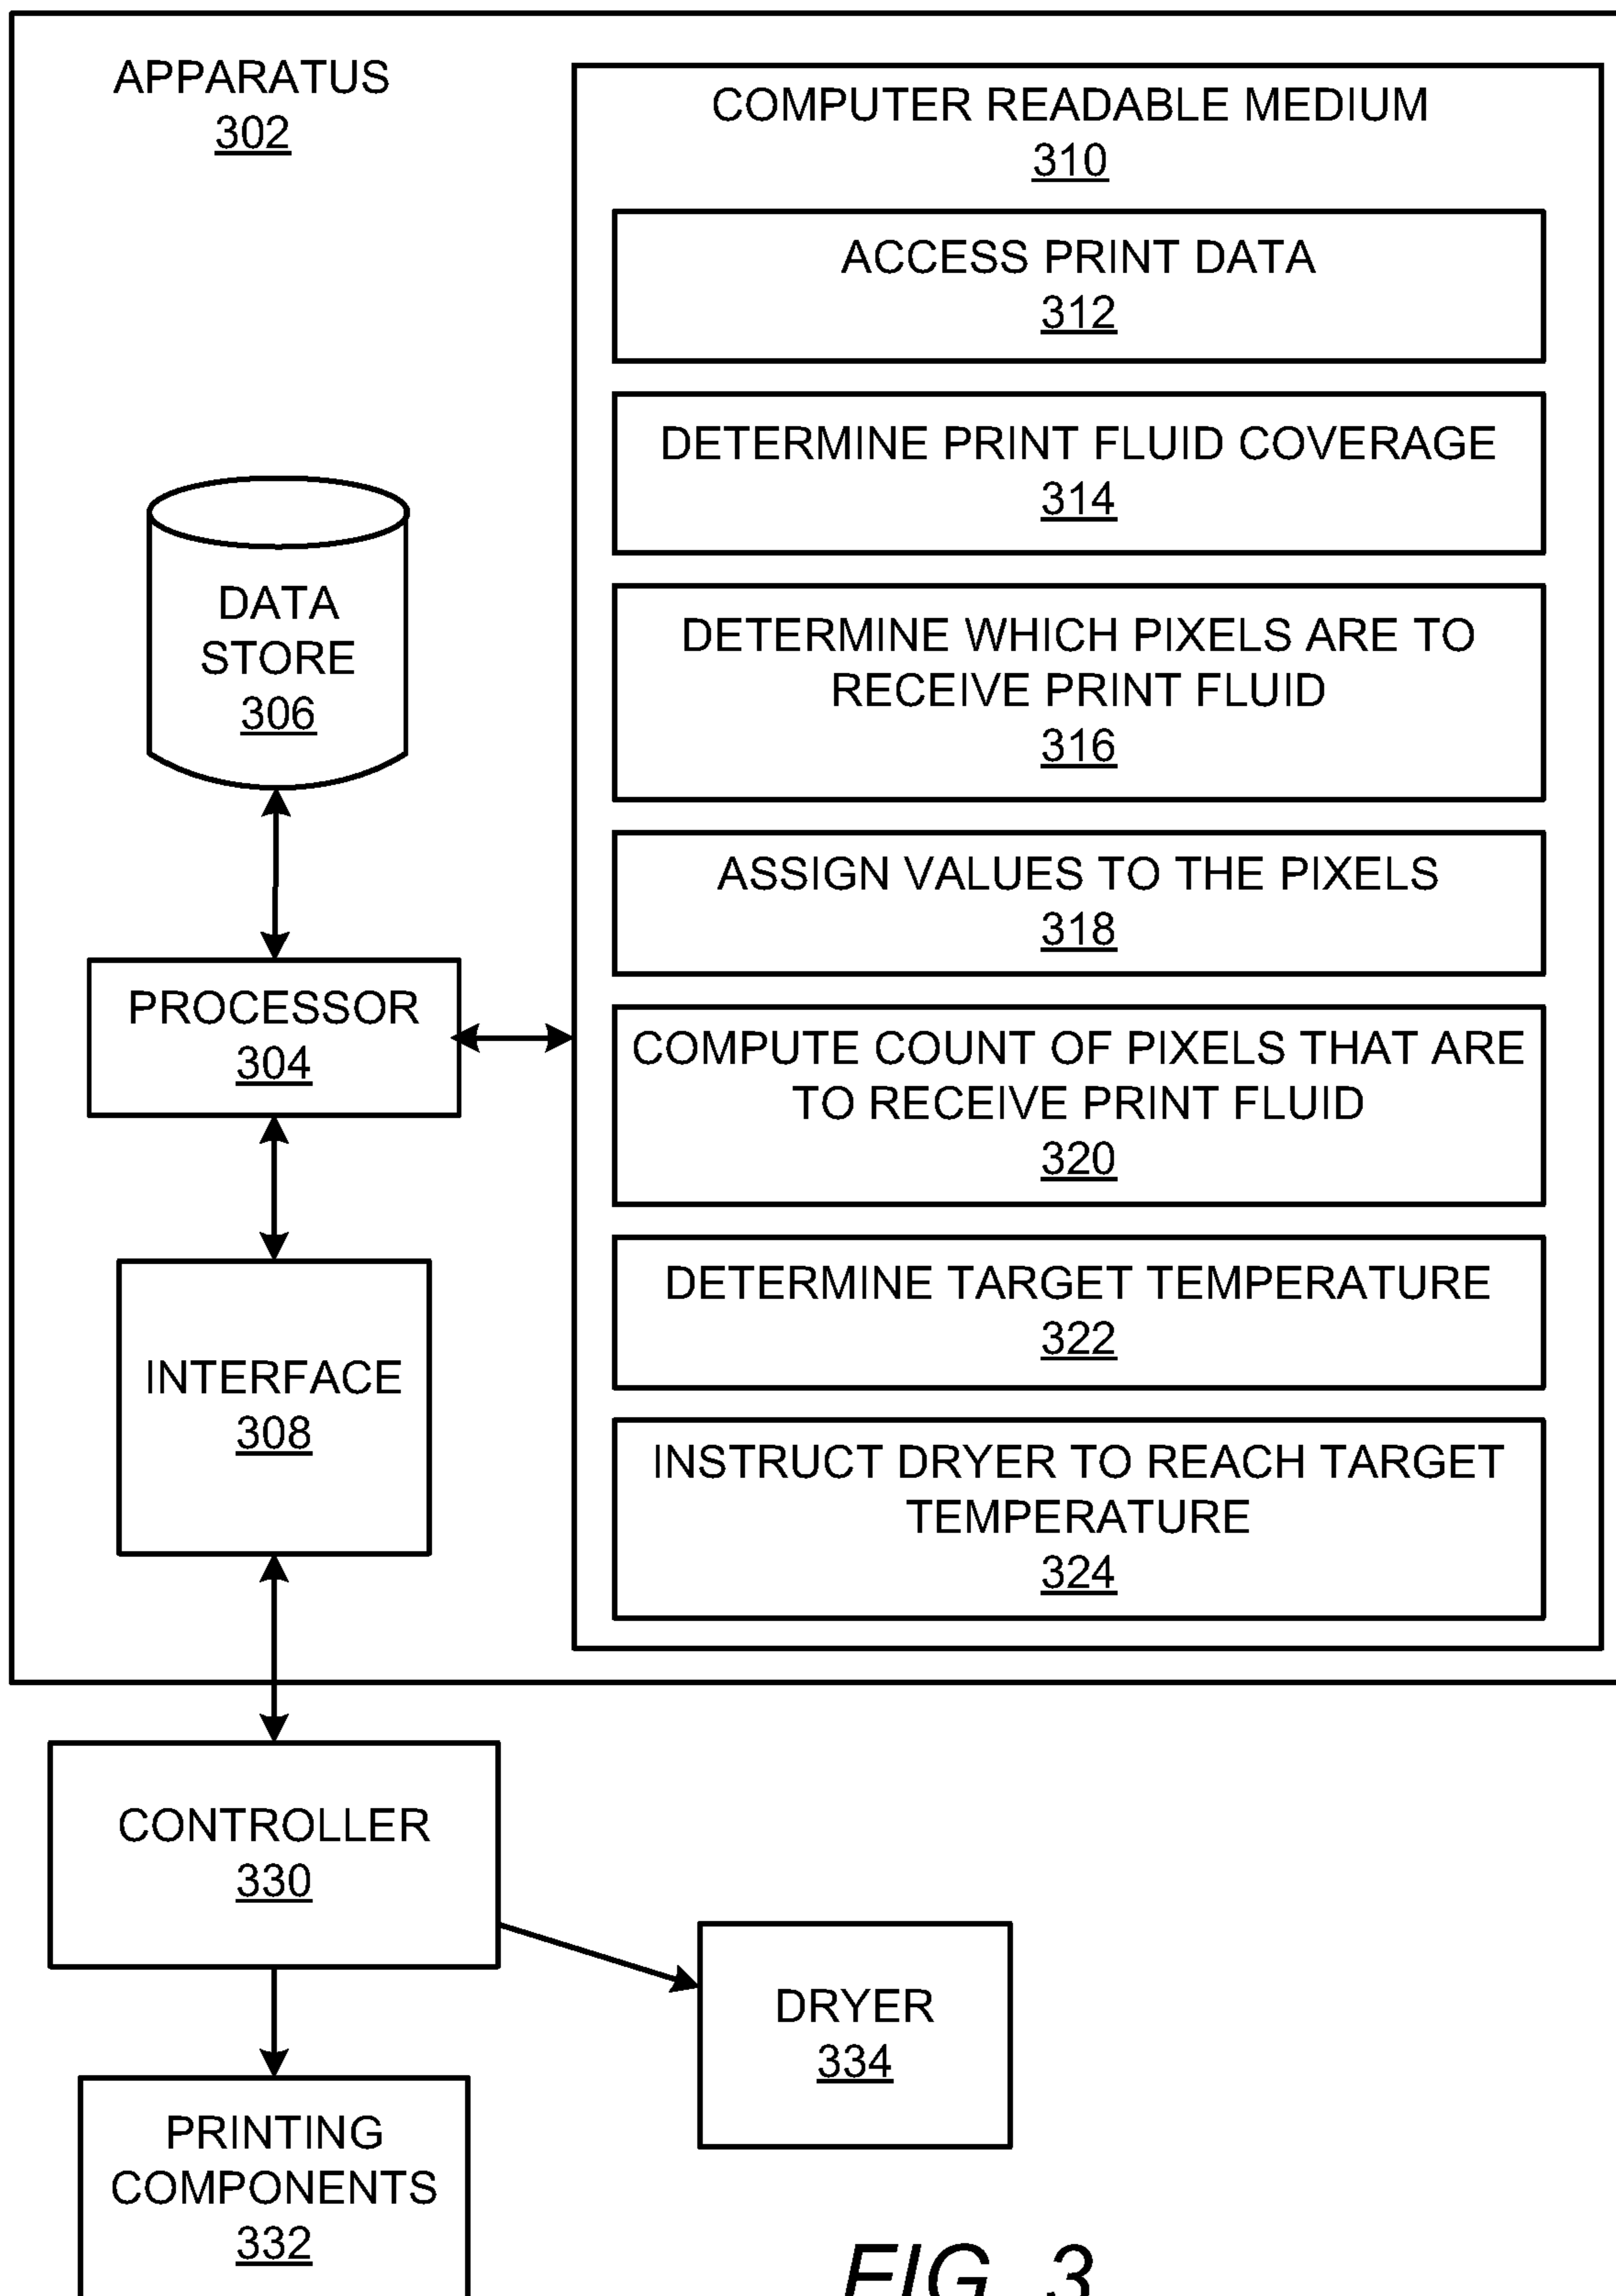 APPARATUS
302
COMPUTER READABLE MEDIUM
310
ACCESS PRINT DATA
312
DETERMINE PRINT FLUID COVERAGE
314
DETERMINE WHICH PIXELS ARE TO
RECEIVE PRINT FLUID
316
ASSIGN VALUES TO THE PIXELS
318
COMPUTE COUNT OF PIXELS THAT ARE
TO RECEIVE PRINT FLUID
320
DETERMINE TARGET TEMPERATURE
322
INSTRUCT DRYER TO REACH TARGET
TEMPERATURE
324
DATA
STORE
306
PROCESSOR
304
INTERFACE
308
CONTROLLER
330
DRYER
334
PRINTING
COMPONENTS
332
FIG. 3